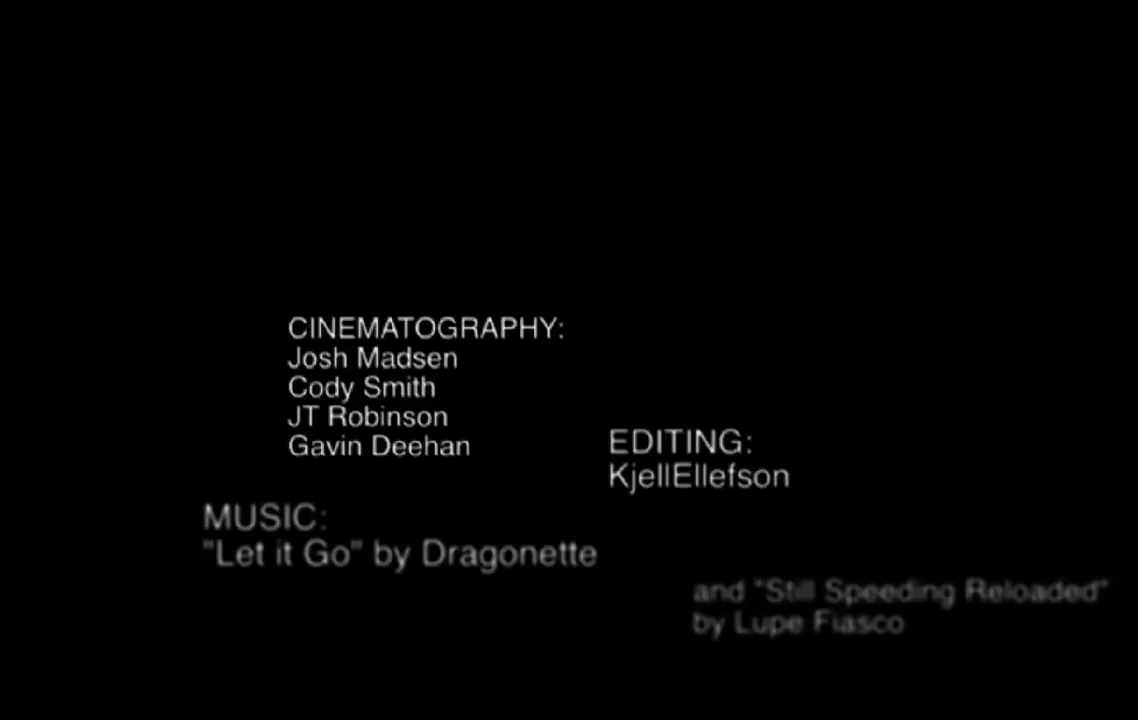 CINEMATOGRAPHY:
Josh Madsen
Cody Smith
JT Robinson
Gavin Deehan
EDITING:
KjellEllefson
MUSIC:
"Let it Go" by Dragonette
and "Still Speeding Reloaded"
by Lupe Fiasco